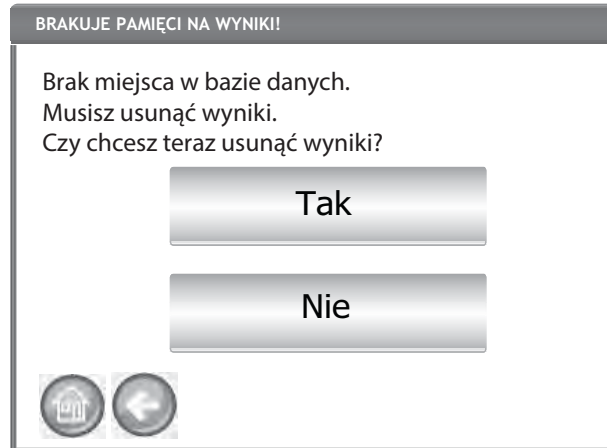 BRAKUJE PAMIĘCI NA WYNIKI!
Brak miejsca w bazie danych.
Musisz usunąć wyniki.
Czy chcesz teraz usunąć wyniki?
Tak
Nie